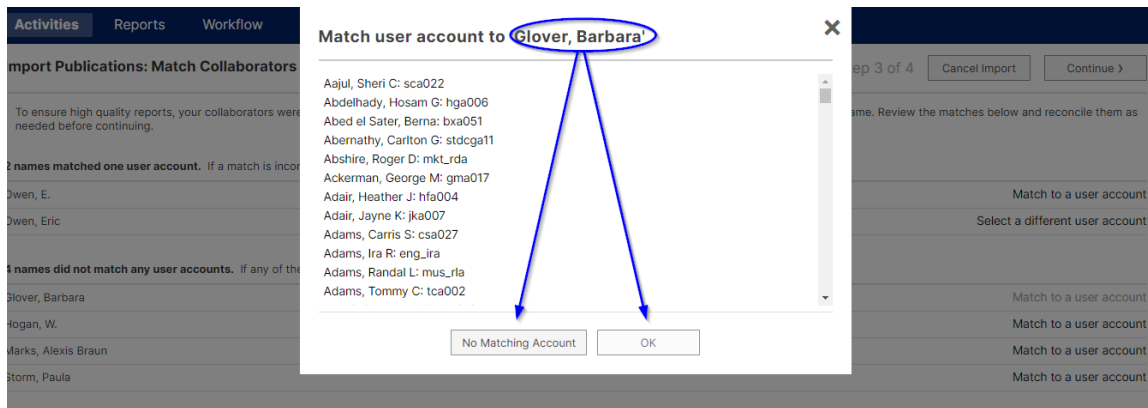 Activities Reports Workflow
Match user account to 'Glover, Barbara'
mport Publications: Match Collaborators
ep 3 of 4 Cancel Import Continue ›
Aajul, Sheri C: sca022
Abdelhady, Hosam G: hga006
Abed el Sater, Berna: bxa051
Abernathy, Carlton G: stdcga11
Abshire, Roger D: mkt_rda
Ackerman, George M: gma017
Adair, Heather J: hfa004
Adair, Jayne K: jka007
Adams, Carris S: csa027
Adams, Ira R: eng_ira
Adams, Randal L: mus_rla
Adams, Tommy C: tca002
No Matching Account OK
To ensure high quality reports, your collaborators were
ame. Review the matches below and reconcile them as
needed before continuing.
2 names matched one user account. If a match is incor
Owen, E. Match to a user account
Owen, Eric Select a different user account
4 names did not match any user accounts. If any of the
Glover, Barbara Match to a user account
Hogan, W. Match to a user account
Marks, Alexis Braun Match to a user account
Storm, Paula Match to a user account